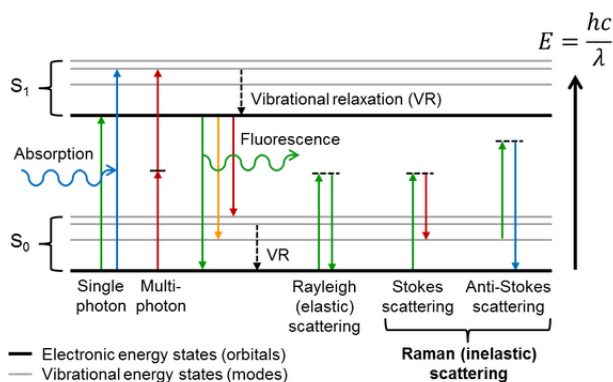 E = hc/λ
S₁
Vibrational relaxation (VR)
Absorption
Fluorescence
S₀
VR
Single
photon
Multi-
photon
Rayleigh
(elastic)
scattering
Stokes
scattering
Anti-Stokes
scattering
Raman (inelastic)
scattering
Electronic energy states (orbitals)
Vibrational energy states (modes)